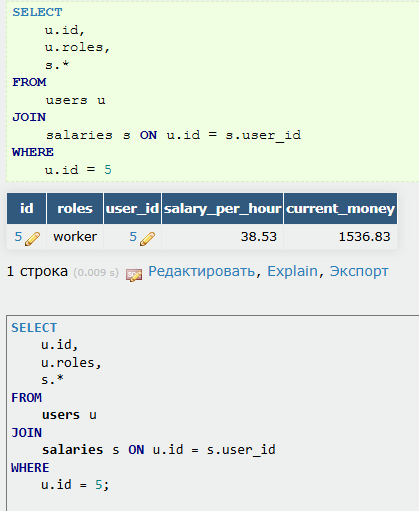 SELECT
u.id,
u.roles,
s.*
FROM
users u
JOIN
salaries s ON u.id = s.user_id
WHERE
u.id = 5
id roles user_id salary_per_hour current_money
5 worker 5 38.53 1536.83
1 строка (0.009 s) SQL Редактировать, Explain, Экспорт
SELECT
u.id,
u.roles,
s.*
FROM
users u
JOIN
salaries s ON u.id = s.user_id
WHERE
u.id = 5;